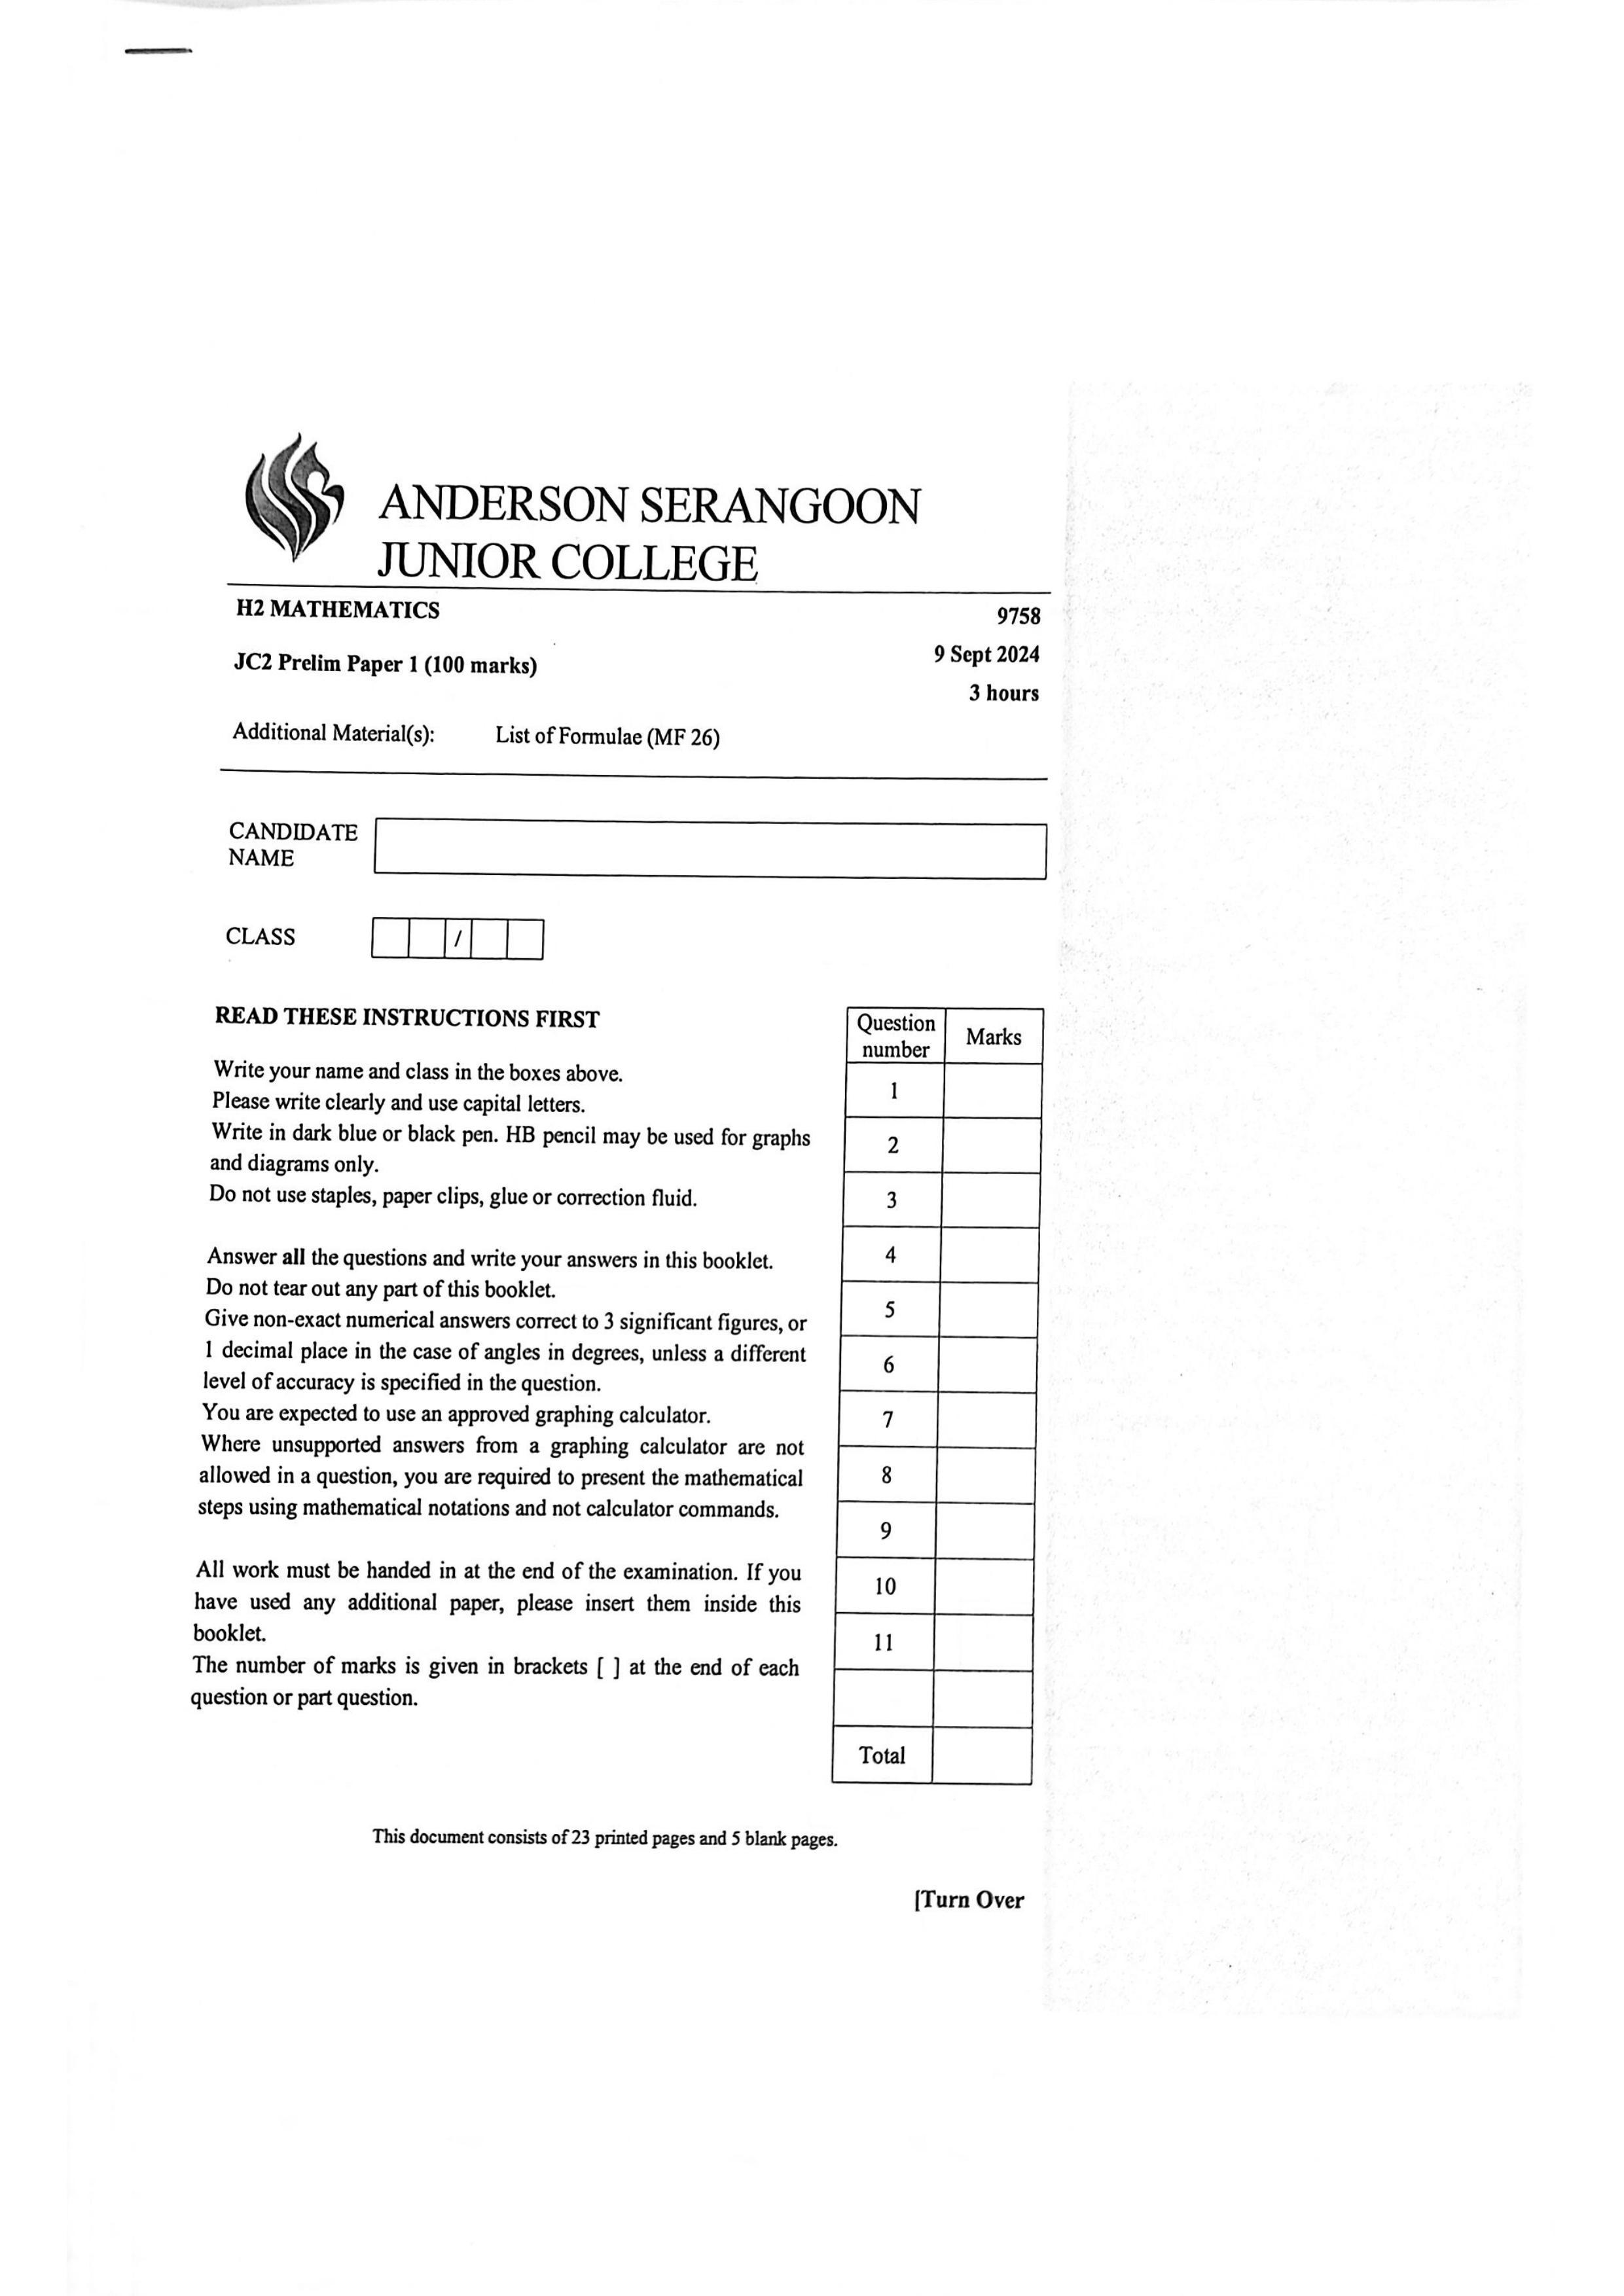 ANDERSON SERANGOON
JUNIOR COLLEGE
H2 MATHEMATICS
9758
JC2 Prelim Paper 1 (100 marks)
9 Sept 2024
3 hours
Additional Material(s): List of Formulae (MF 26)
CANDIDATE
NAME
CLASS
/
READ THESE INSTRUCTIONS FIRST
Write your name and class in the boxes above.
Please write clearly and use capital letters.
Write in dark blue or black pen. HB pencil may be used for graphs
and diagrams only.
Do not use staples, paper clips, glue or correction fluid.
Answer all the questions and write your answers in this booklet.
Do not tear out any part of this booklet.
Give non-exact numerical answers correct to 3 significant figures, or
1 decimal place in the case of angles in degrees, unless a different
level of accuracy is specified in the question.
You are expected to use an approved graphing calculator.
Where unsupported answers from a graphing calculator are not
allowed in a question, you are required to present the mathematical
steps using mathematical notations and not calculator commands.
All work must be handed in at the end of the examination. If you
have used any additional paper, please insert them inside this
booklet.
The number of marks is given in brackets [ ] at the end of each
question or part question.
Question
number
Marks
1
2
3
4
5
6
7
8
9
10
11
Total
This document consists of 23 printed pages and 5 blank pages.
[Turn Over